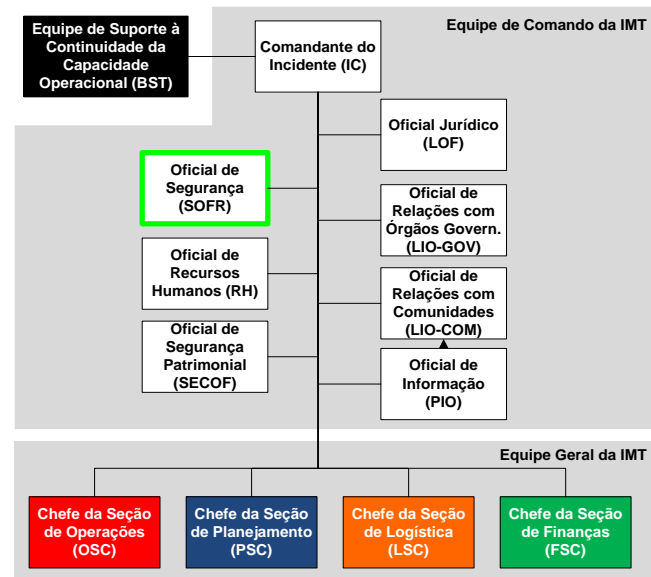 Equipe de Suporte à
Continuidade da
Capacidade
Operacional (BST)
Comandante do
Incidente (IC)
Equipe de Comando da IMT
Oficial Jurídico
(LOF)
Oficial de
Segurança
(SOFR)
Oficial de
Relações com
Órgãos Govern.
(LIO-GOV)
Oficial de
Recursos
Humanos (RH)
Oficial de
Relações com
Comunidades
(LIO-COM)
Oficial de
Segurança
Patrimonial
(SECOF)
Oficial de
Informação
(PIO)
Equipe Geral da IMT
Chefe da Seção
de Operações
(OSC)
Chefe da Seção
de Planejamento
(PSC)
Chefe da Seção
de Logística
(LSC)
Chefe da Seção
de Finanças
(FSC)